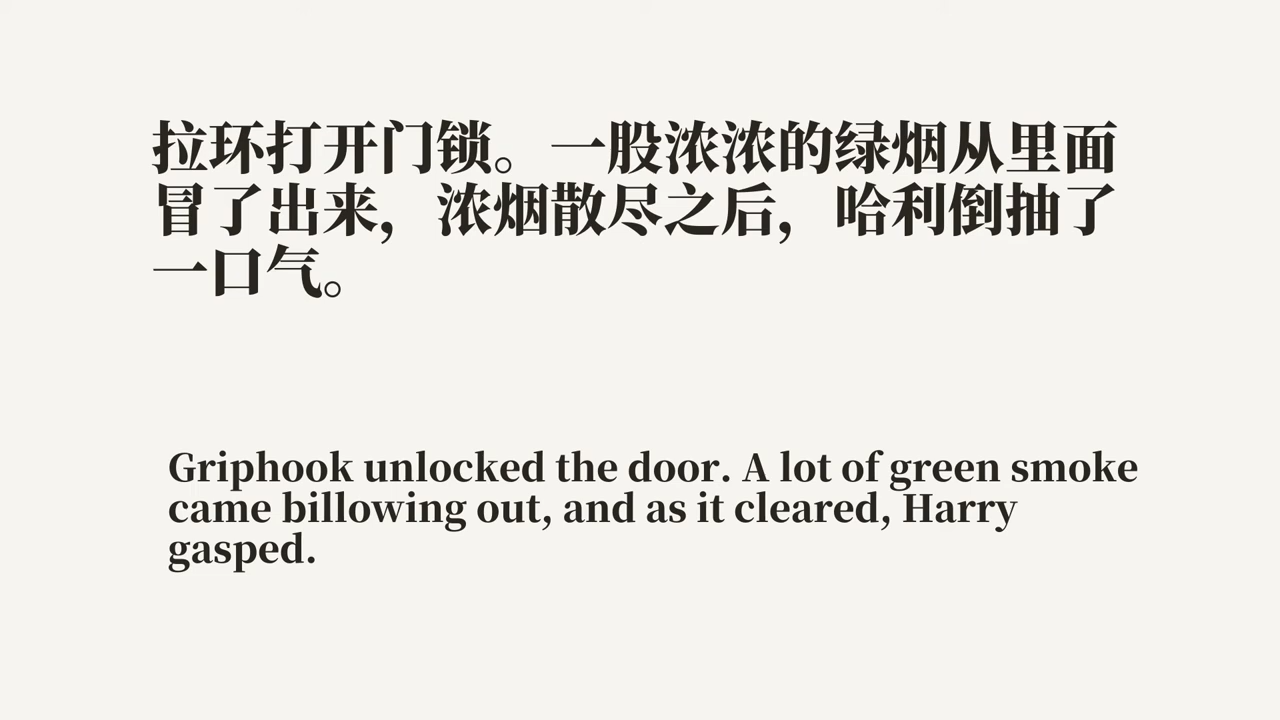 拉环打开门锁。一股浓浓的绿烟从里面
冒了出来，浓烟散尽之后，哈利倒抽了
一口气。
Griphook unlocked the door. A lot of green smoke
came billowing out, and as it cleared, Harry
gasped.